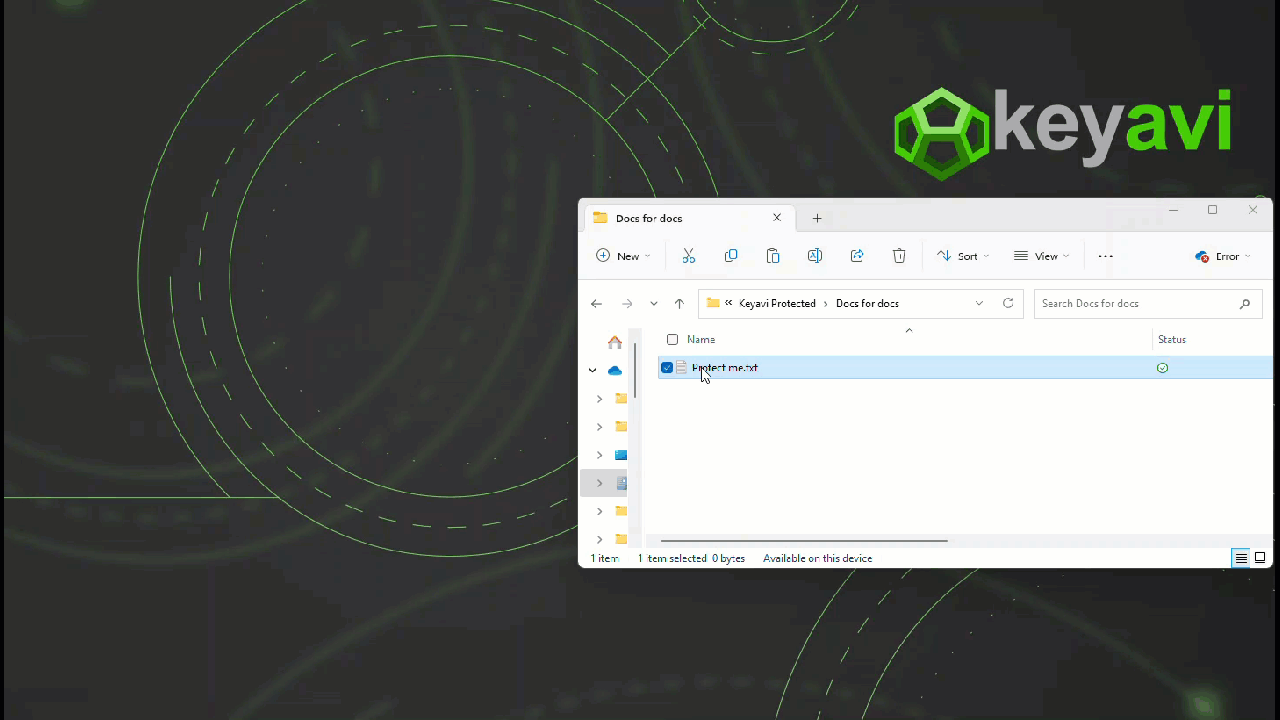 keyavi
Docs for docs
New
Sort
View
Error
Keyavi Protected
Docs for docs
Search Docs for docs
Name
Status
Protect me.txt
1 item
1 item selected
0 bytes
Available on this device